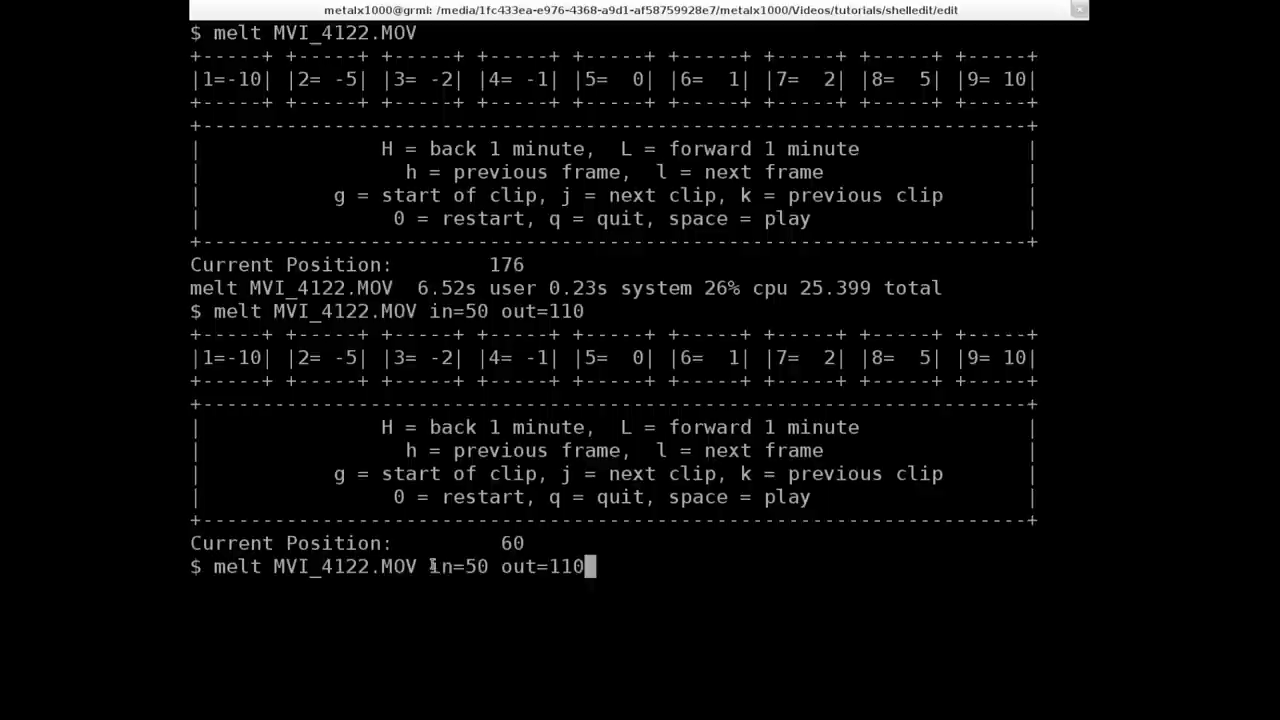 metalx1000@grml: /media/1fc433ea-e976-4368-a9d1-af58759928e7/metalx1000/Videos/tutorials/shelledit/edit
$ melt MVI_4122.MOV
+-----+ +-----+ +-----+ +-----+ +-----+ +-----+ +-----+ +-----+ +-----+
|1=-10| |2= -5| |3= -2| |4= -1| |5=  0| |6=  1| |7=  2| |8=  5| |9= 10|
+-----+ +-----+ +-----+ +-----+ +-----+ +-----+ +-----+ +-----+ +-----+
+---------------------------------------------------------------------+
|               H = back 1 minute,  L = forward 1 minute              |
|                 h = previous frame,  l = next frame                 |
|           g = start of clip, j = next clip, k = previous clip       |
|                0 = restart, q = quit, space = play                  |
+---------------------------------------------------------------------+
Current Position:        176
melt MVI_4122.MOV  6.52s user 0.23s system 26% cpu 25.399 total
$ melt MVI_4122.MOV in=50 out=110
+-----+ +-----+ +-----+ +-----+ +-----+ +-----+ +-----+ +-----+ +-----+
|1=-10| |2= -5| |3= -2| |4= -1| |5=  0| |6=  1| |7=  2| |8=  5| |9= 10|
+-----+ +-----+ +-----+ +-----+ +-----+ +-----+ +-----+ +-----+ +-----+
+---------------------------------------------------------------------+
|               H = back 1 minute,  L = forward 1 minute              |
|                 h = previous frame,  l = next frame                 |
|           g = start of clip, j = next clip, k = previous clip       |
|                0 = restart, q = quit, space = play                  |
+---------------------------------------------------------------------+
Current Position:         60
$ melt MVI_4122.MOV in=50 out=110